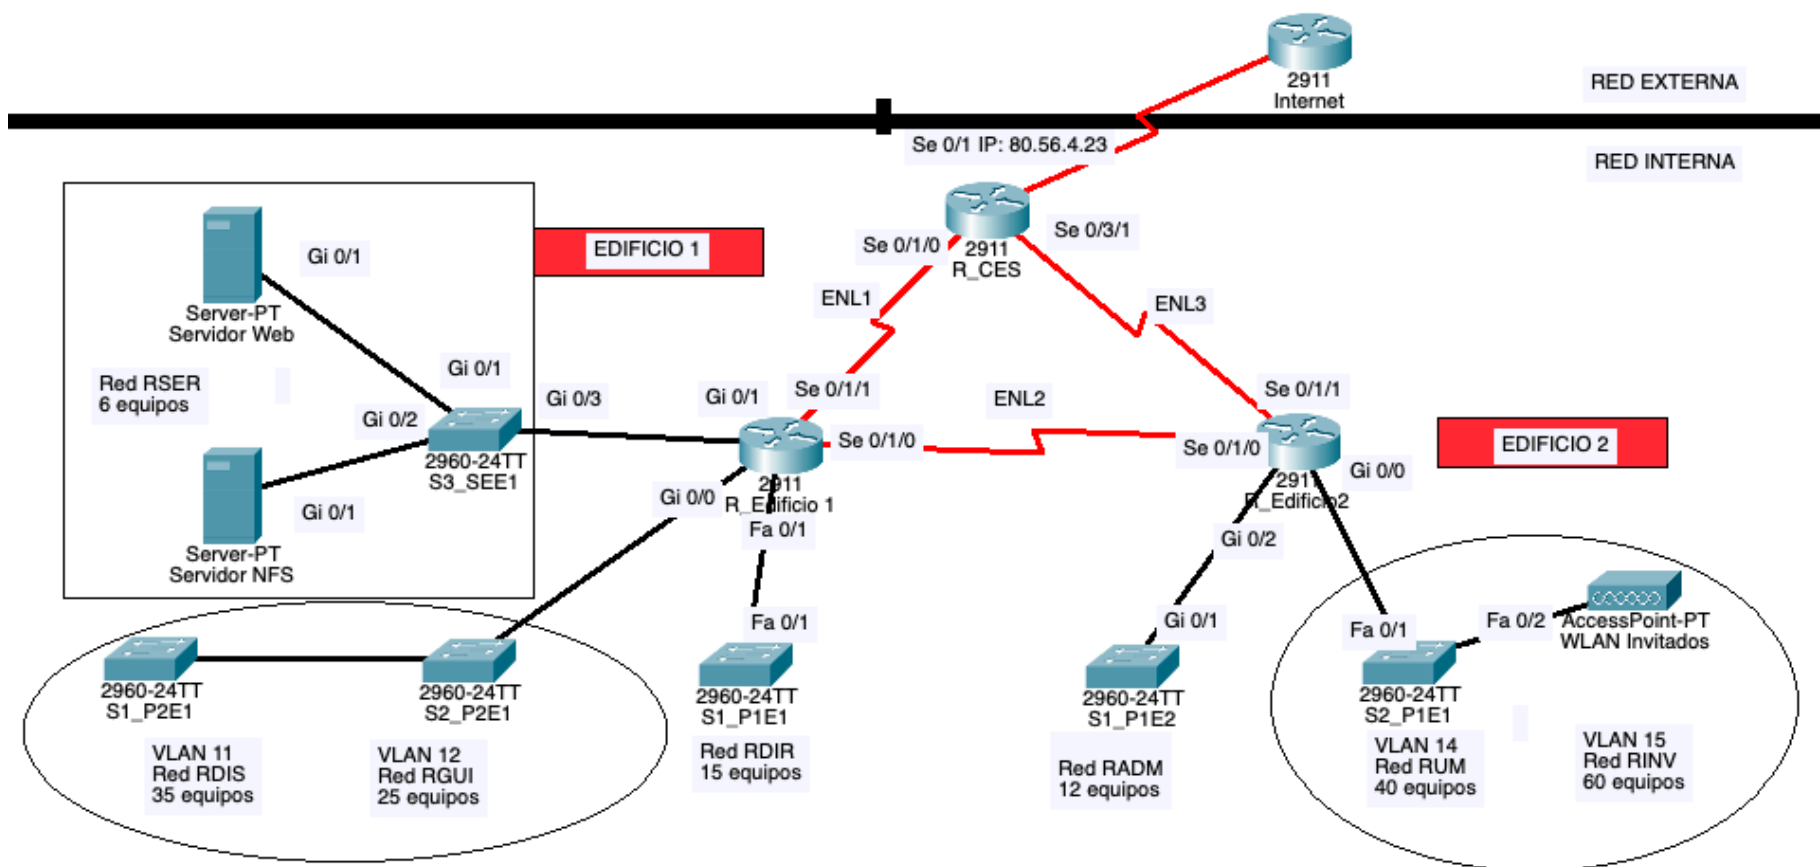 2911
Internet
RED EXTERNA
Se 0/1 IP: 80.56.4.23
RED INTERNA
Se 0/1/0
2911
R_CES
Se 0/3/1
EDIFICIO 1
Gi 0/1
Server-PT
Servidor Web
ENL1
ENL3
Red RSER
6 equipos
Gi 0/1
Gi 0/2
Gi 0/3
Gi 0/1
Se 0/1/1
ENL2
Se 0/1/1
2960-24TT
S3_SEE1
Se 0/1/0
Se 0/1/0
EDIFICIO 2
Gi 0/1
Server-PT
Servidor NFS
Gi 0/0
2911
R_Edificio 1
Fa 0/1
291
R_Edificio2
Gi 0/0
Gi 0/2
2960-24TT
S1_P2E1
2960-24TT
S2_P2E1
Fa 0/1
2960-24TT
S1_P1E1
Gi 0/1
2960-24TT
S1_P1E2
Fa 0/1
Fa 0/2
AccessPoint-PT
WLAN Invitados
2960-24TT
S2_P1E1
VLAN 11
Red RDIS
35 equipos
VLAN 12
Red RGUI
25 equipos
Red RDIR
15 equipos
Red RADM
12 equipos
VLAN 14
Red RUM
40 equipos
VLAN 15
Red RINV
60 equipos